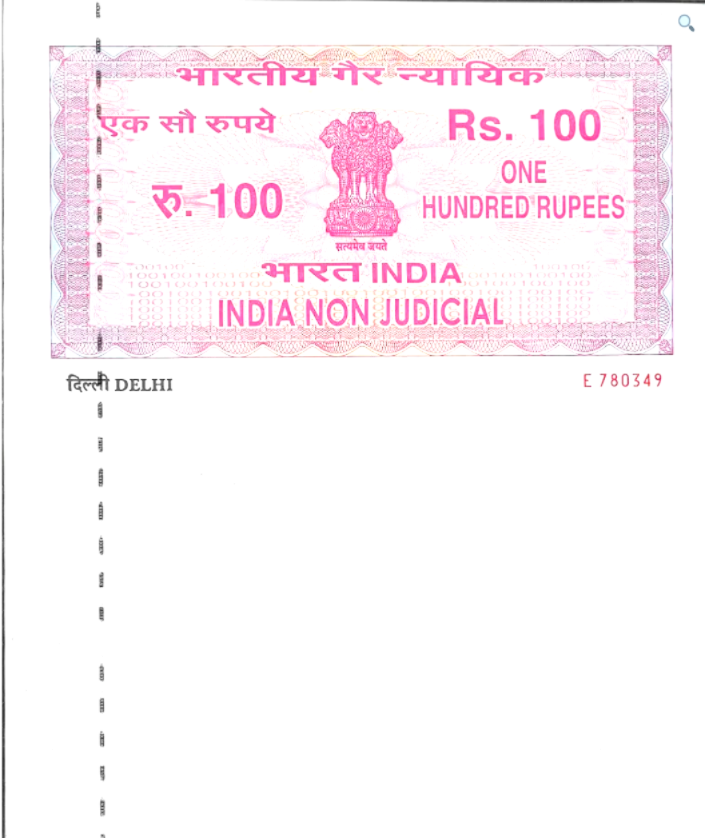 भारतीय गैर न्यायिक
एक सौ रुपये
Rs. 100
रु. 100
ONE
HUNDRED RUPEES
सत्यमेव जयते
भारत INDIA
INDIA NON JUDICIAL
दिल्ली DELHI
E 780349